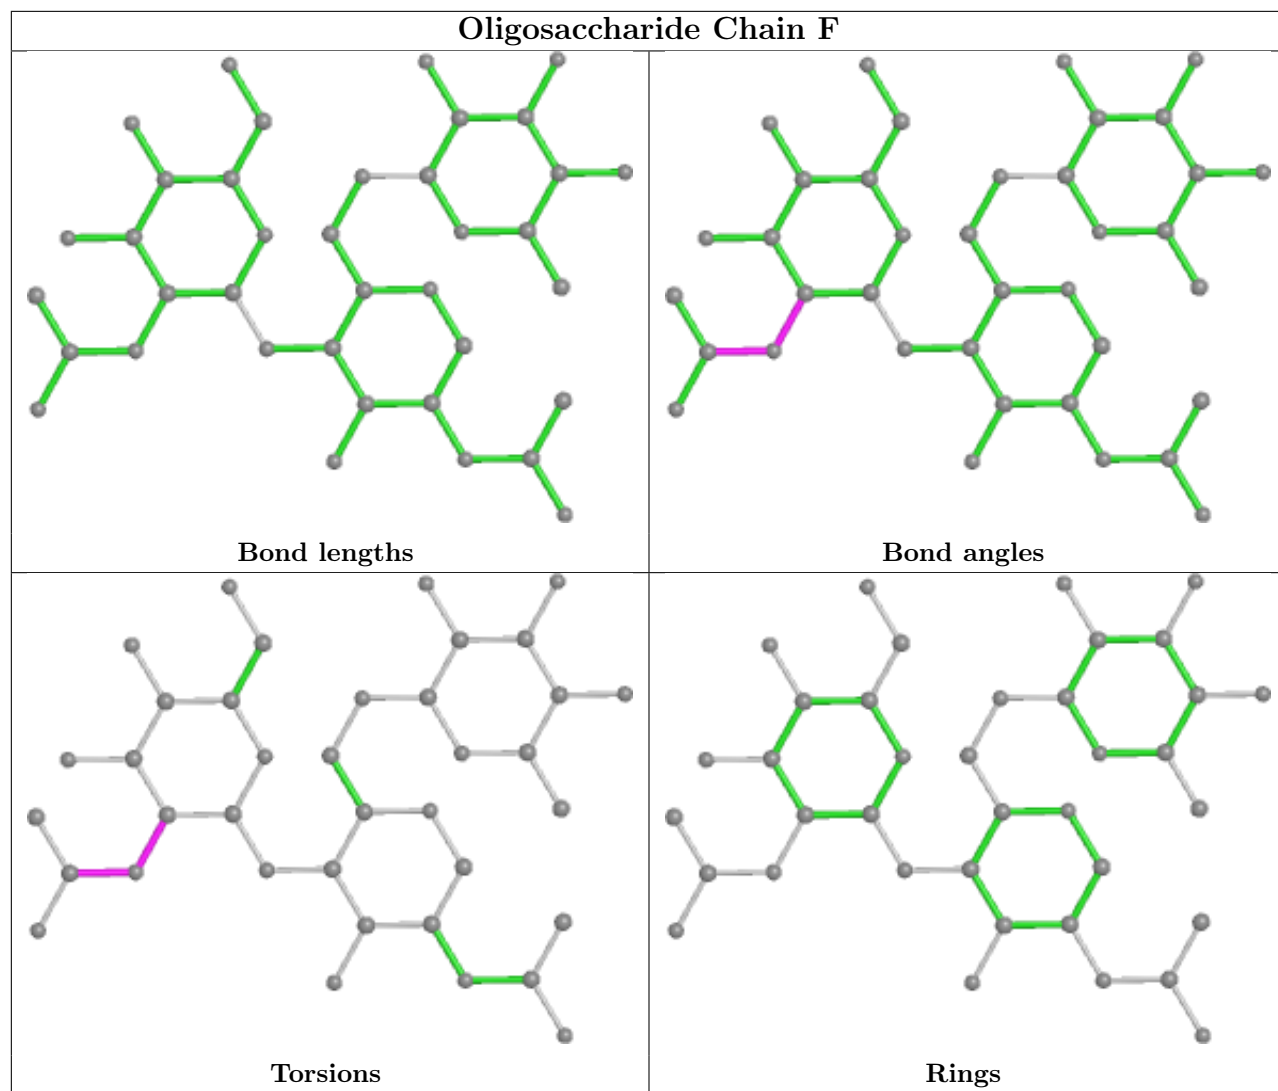 Oligosaccharide Chain F
Bond lengths
Bond angles
Torsions
Rings